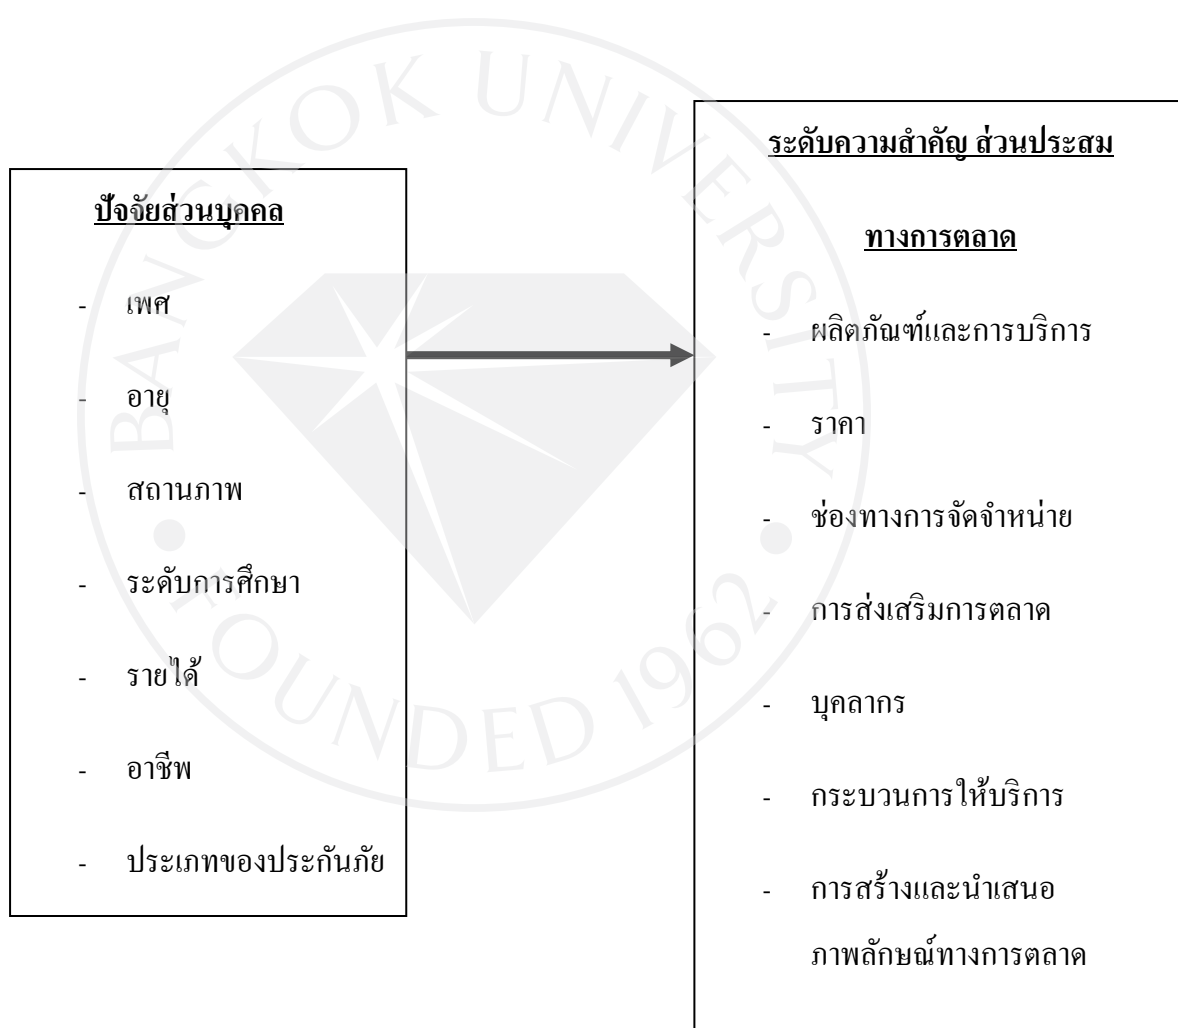 ปัจจัยส่วนบุคคล
- เพศ
- อายุ
- สถานภาพ
- ระดับการศึกษา
- รายได้
- อาชีพ
- ประเภทของประกันภัย
ระดับความสำคัญ ส่วนประสม
ทางการตลาด
- ผลิตภัณฑ์และการบริการ
- ราคา
- ช่องทางการจัดจำหน่าย
- การส่งเสริมการตลาด
- บุคลากร
- กระบวนการให้บริการ
- การสร้างและนำเสนอ
ภาพลักษณ์ทางการตลาด
BANGKOK UNIVERSITY
FOUNDED 1962